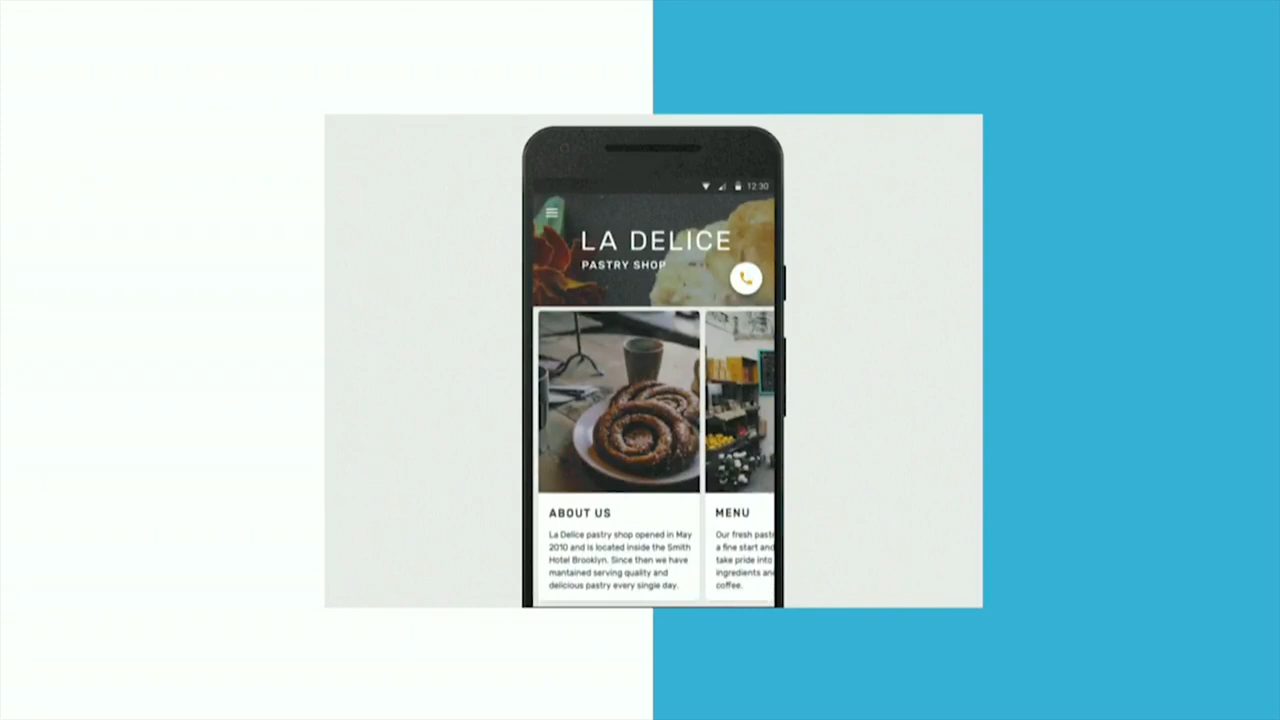 12:30
LA DELICE
PASTRY SHOP
ABOUT US
La Delice pastry shop opened in May
2010 and is located inside the Smith
Hotel Brooklyn. Since then we have
mantained serving quality and
delicious pastry every single day.
MENU
Our fresh
a fine start and
take pride into
ingredients
coffee.